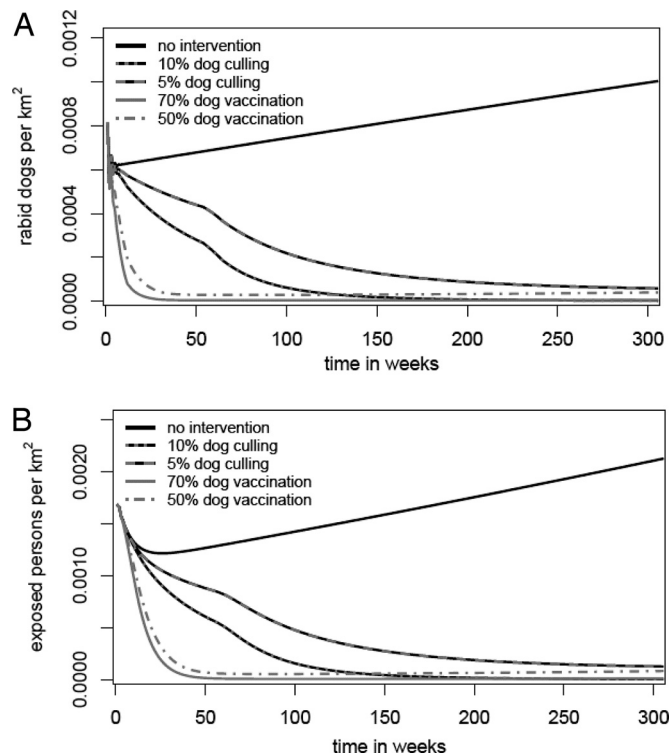 A
rabid dogs per km2
0.0012
0.0008
0.0004
0.0000
no intervention
10% dog culling
5% dog culling
70% dog vaccination
50% dog vaccination
0 50 100 150 200 250 300
time in weeks
B
exposed persons per km2
0.0020
0.0010
0.0000
no intervention
10% dog culling
5% dog culling
70% dog vaccination
50% dog vaccination
0 50 100 150 200 250 300
time in weeks